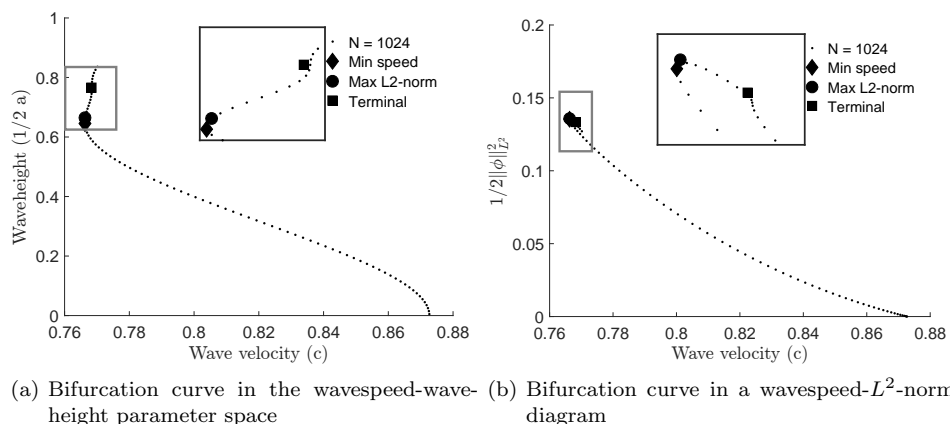 1
0.8
0.6
0.4
0.2
0
Waveheight (1/2 a)
0.76
0.78
0.8
0.82
0.84
0.86
0.88
Wave velocity (c)
N = 1024
Min speed
Max L2-norm
Terminal
(a) Bifurcation curve in the wavespeed-wave-
height parameter space
0.2
0.15
0.1
0.05
0
1/2||ϕ||²_{L²}
0.76
0.78
0.8
0.82
0.84
0.86
0.88
Wave velocity (c)
N = 1024
Min speed
Max L2-norm
Terminal
(b) Bifurcation curve in a wavespeed-L²-norm
diagram